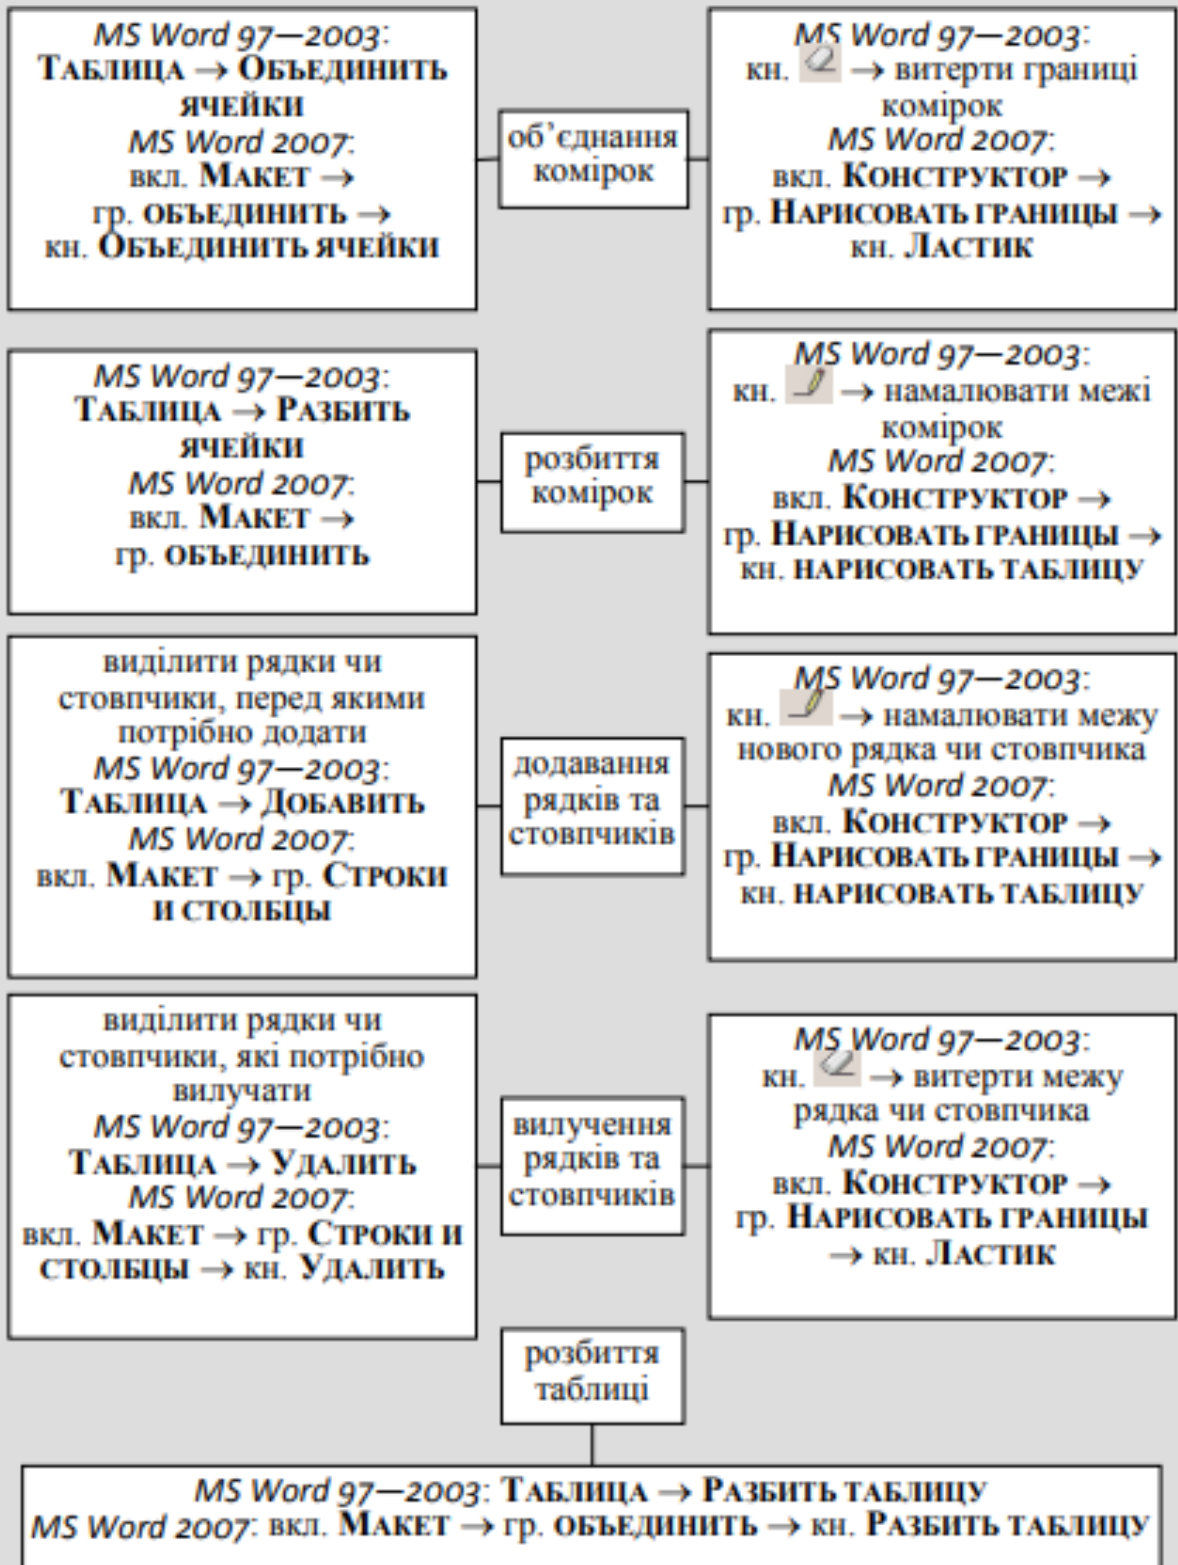 MS Word 97—2003:
ТАБЛИЦА → ОБЪЕДИНИТЬ
ЯЧЕЙКИ
MS Word 2007:
вкл. МАКЕТ →
гр. ОБЪЕДИНИТЬ →
кн. ОБЪЕДИНИТЬ ЯЧЕЙКИ
об’єднання
комірок
MS Word 97—2003:
кн. → витерти границі
комірок
MS Word 2007:
вкл. КОНСТРУКТОР →
гр. НАРИСОВАТЬ ГРАНИЦЫ →
кн. ЛАСТИК
MS Word 97—2003:
ТАБЛИЦА → РАЗБИТЬ
ЯЧЕЙКИ
MS Word 2007:
вкл. МАКЕТ →
гр. ОБЪЕДИНИТЬ
розбиття
комірок
MS Word 97—2003:
кн. → намалювати межі
комірок
MS Word 2007:
вкл. КОНСТРУКТОР →
гр. НАРИСОВАТЬ ГРАНИЦЫ →
кн. НАРИСОВАТЬ ТАБЛИЦУ
виділити рядки чи
стовпчики, перед якими
потрібно додати
MS Word 97—2003:
ТАБЛИЦА → ДОБАВИТЬ
MS Word 2007:
вкл. МАКЕТ → гр. СТРОКИ
И СТОЛБЦЫ
додавання
рядків та
стовпчиків
MS Word 97—2003:
кн. → намалювати межу
нового рядка чи стовпчика
MS Word 2007:
вкл. КОНСТРУКТОР →
гр. НАРИСОВАТЬ ГРАНИЦЫ →
кн. НАРИСОВАТЬ ТАБЛИЦУ
виділити рядки чи
стовпчики, які потрібно
вилучати
MS Word 97—2003:
ТАБЛИЦА → УДАЛИТЬ
MS Word 2007:
вкл. МАКЕТ → гр. СТРОКИ И
СТОЛБЦЫ → кн. УДАЛИТЬ
вилучення
рядків та
стовпчиків
MS Word 97—2003:
кн. → витерти межу
рядка чи стовпчика
MS Word 2007:
вкл. КОНСТРУКТОР →
гр. НАРИСОВАТЬ ГРАНИЦЫ
→ кн. ЛАСТИК
розбиття
таблиці
MS Word 97—2003: ТАБЛИЦА → РАЗБИТЬ ТАБЛИЦУ
MS Word 2007: вкл. МАКЕТ → гр. ОБЪЕДИНИТЬ → кн. РАЗБИТЬ ТАБЛИЦУ